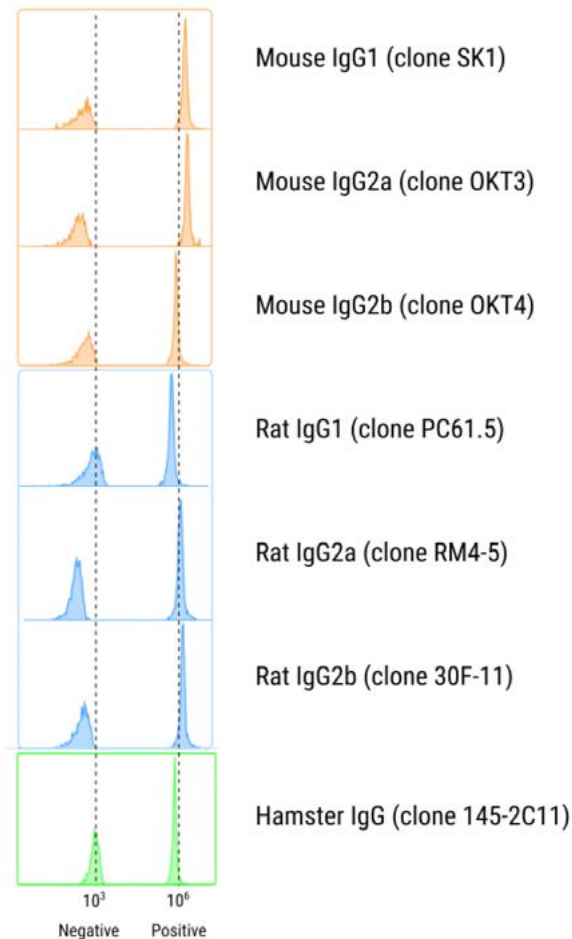 Mouse IgG1 (clone SK1)
Mouse IgG2a (clone OKT3)
Mouse IgG2b (clone OKT4)
Rat IgG1 (clone PC61.5)
Rat IgG2a (clone RM4-5)
Rat IgG2b (clone 30F-11)
Hamster IgG (clone 145-2C11)
10³ 10⁶
Negative Positive